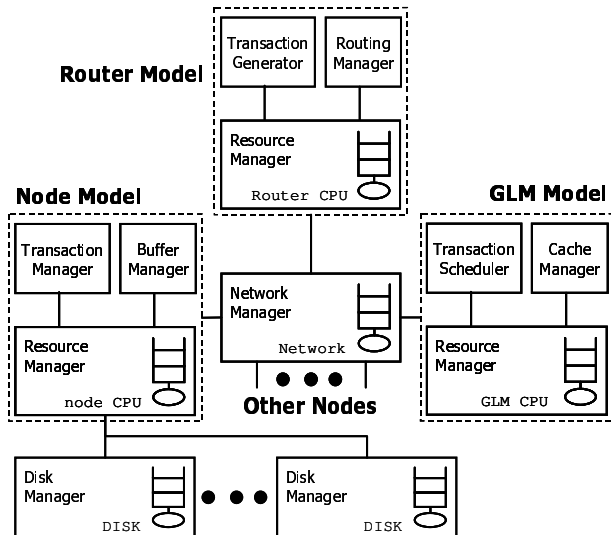 Transaction
Generator
Routing
Manager
Router Model
Resource
Manager
Router CPU
Node Model
GLM Model
Transaction
Manager
Buffer
Manager
Network
Manager
Network
Transaction
Scheduler
Cache
Manager
Resource
Manager
node CPU
Resource
Manager
GLM CPU
Other Nodes
Disk
Manager
DISK
Disk
Manager
DISK